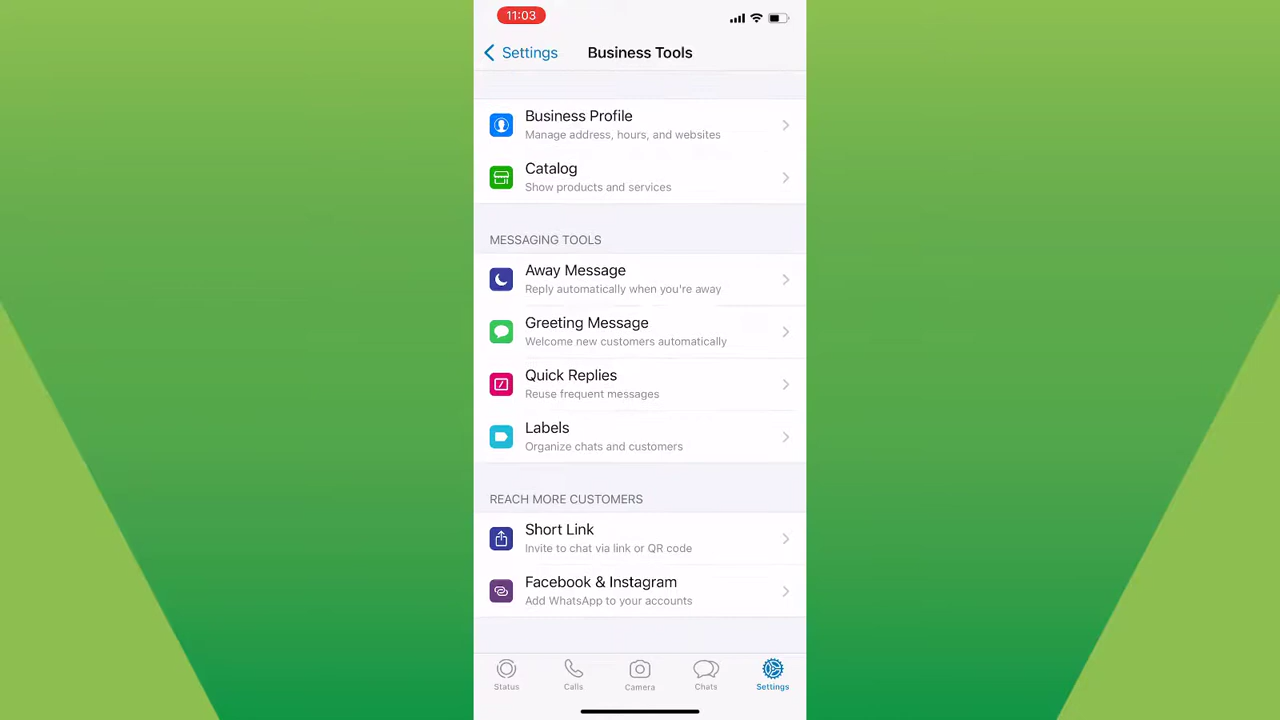 11:03
Settings
Business Tools
Business Profile
Manage address, hours, and websites
Catalog
Show products and services
MESSAGING TOOLS
Away Message
Reply automatically when you're away
Greeting Message
Welcome new customers automatically
Quick Replies
Reuse frequent messages
Labels
Organize chats and customers
REACH MORE CUSTOMERS
Short Link
Invite to chat via link or QR code
Facebook & Instagram
Add WhatsApp to your accounts
Status
Calls
Camera
Chats
Settings